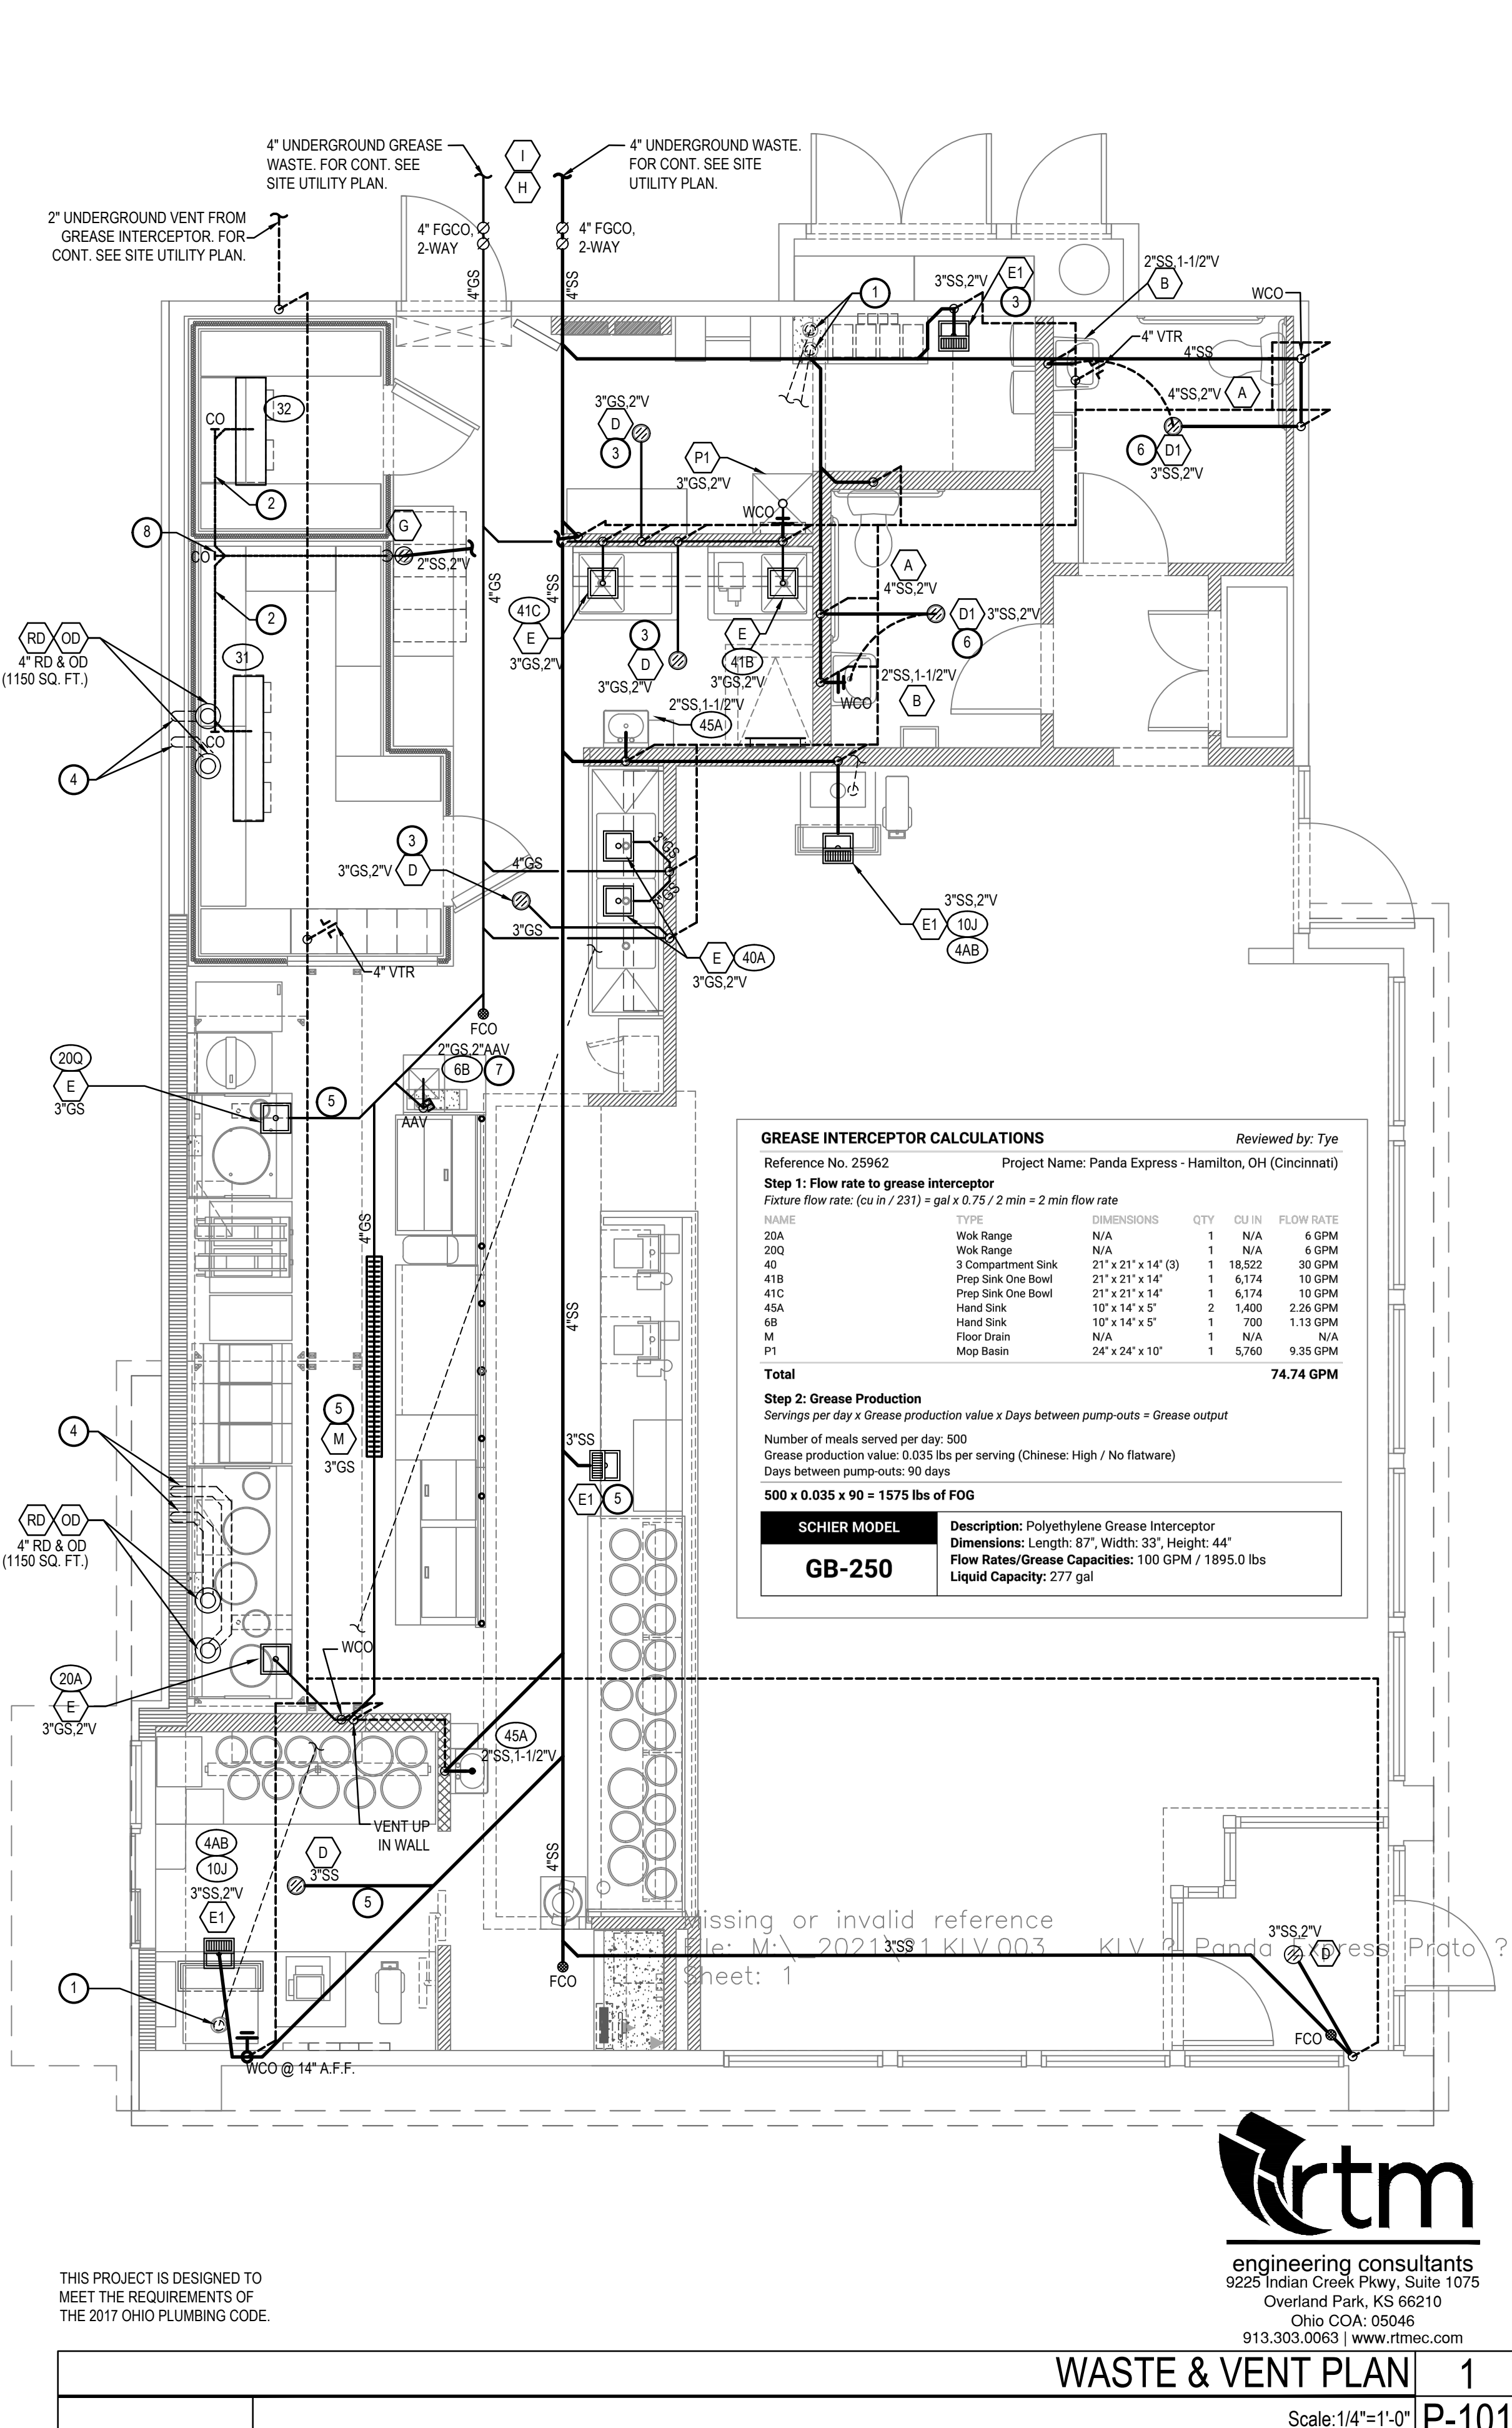 4" UNDERGROUND GREASE
WASTE. FOR CONT. SEE
SITE UTILITY PLAN.
I
H
4" UNDERGROUND WASTE.
FOR CONT. SEE SITE
UTILITY PLAN.
2" UNDERGROUND VENT FROM
GREASE INTERCEPTOR. FOR
CONT. SEE SITE UTILITY PLAN.
4" FGCO,
2-WAY
4" FGCO,
2-WAY
4"GS
4"SS
1
3"SS,2"V
E1
3
2"SS,1-1/2"V
B
WCO
4" VTR
4"SS
4"SS,2"V
A
6
D1
3"SS,2"V
32
CO
2
3"GS,2"V
D
3
P1
3"GS,2"V
WCO
8
CO
G
2"SS,2"V
2
4"GS
4"SS
41C
E
3"GS,2"V
3
D
3"GS,2"V
E
41B
3"GS,2"V
A
4"SS,2"V
D1
3"SS,2"V
6
RD
OD
4" RD & OD
(1150 SQ. FT.)
31
CO
4
2"SS,1-1/2"V
45A
2"SS,1-1/2"V
WCO
B
3
3"GS,2"V
D
4"GS
3"GS
3"GS
3"GS
3"SS,2"V
E1
10J
4AB
E
40A
3"GS,2"V
4" VTR
FCO
2"GS,2"AAV
6B
7
AAV
20Q
E
3"GS
5
4"GS
GREASE INTERCEPTOR CALCULATIONS
Reviewed by: Tye
Reference No. 25962
Project Name: Panda Express - Hamilton, OH (Cincinnati)
Step 1: Flow rate to grease interceptor
Fixture flow rate: (cu in / 231) = gal x 0.75 / 2 min = 2 min flow rate
NAME TYPE DIMENSIONS QTY CU IN FLOW RATE
20A Wok Range N/A 1 N/A 6 GPM
20Q Wok Range N/A 1 N/A 6 GPM
40 3 Compartment Sink 21" x 21" x 14" (3) 1 18,522 30 GPM
41B Prep Sink One Bowl 21" x 21" x 14" 1 6,174 10 GPM
41C Prep Sink One Bowl 21" x 21" x 14" 1 6,174 10 GPM
45A Hand Sink 10" x 14" x 5" 2 1,400 2.26 GPM
6B Hand Sink 10" x 14" x 5" 1 700 1.13 GPM
M Floor Drain N/A 1 N/A N/A
P1 Mop Basin 24" x 24" x 10" 1 5,760 9.35 GPM
Total 74.74 GPM
Step 2: Grease Production
Servings per day x Grease production value x Days between pump-outs = Grease output
Number of meals served per day: 500
Grease production value: 0.035 lbs per serving (Chinese: High / No flatware)
Days between pump-outs: 90 days
500 x 0.035 x 90 = 1575 lbs of FOG
SCHIER MODEL
GB-250
Description: Polyethylene Grease Interceptor
Dimensions: Length: 87", Width: 33", Height: 44"
Flow Rates/Grease Capacities: 100 GPM / 1895.0 lbs
Liquid Capacity: 277 gal
4"SS
4
5
M
3"GS
3"SS
E1
5
RD
OD
4" RD & OD
(1150 SQ. FT.)
WCO
20A
E
3"GS,2"V
45A
2"SS,1-1/2"V
VENT UP
IN WALL
4AB
10J
3"SS,2"V
E1
D
3"SS
5
4"SS
1
WCO @ 14" A.F.F.
FCO
issing or invalid reference
le: M:\_2021\91.KLV.003 KLV ? Panda Express Prato ?
Sheet: 1
3"SS
3"SS,2"V
D
FCO
rtm
engineering consultants
9225 Indian Creek Pkwy, Suite 1075
Overland Park, KS 66210
Ohio COA: 05046
913.303.0063 | www.rtmec.com
THIS PROJECT IS DESIGNED TO
MEET THE REQUIREMENTS OF
THE 2017 OHIO PLUMBING CODE.
WASTE & VENT PLAN
1
Scale:1/4"=1'-0"
P-101